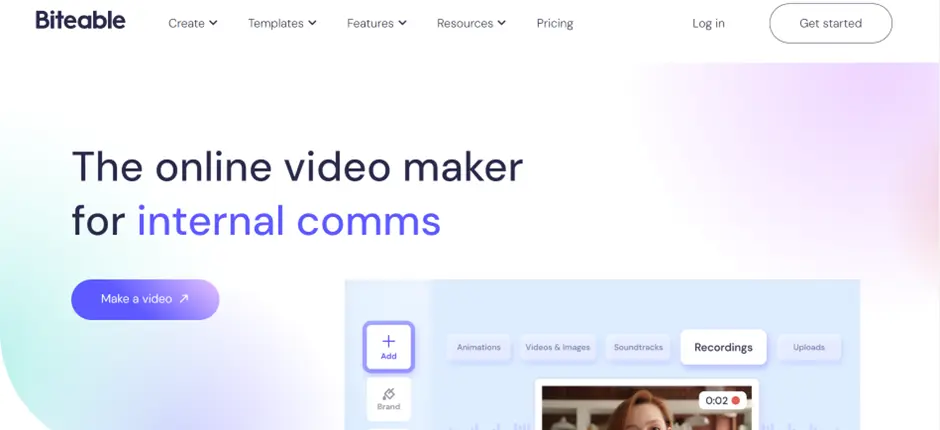 Biteable Create Templates Features Resources Pricing Log in Get started
The online video maker
for internal comms
Make a video
Add
Animations Videos & Images Soundtracks Recordings Uploads
Brand
0:02